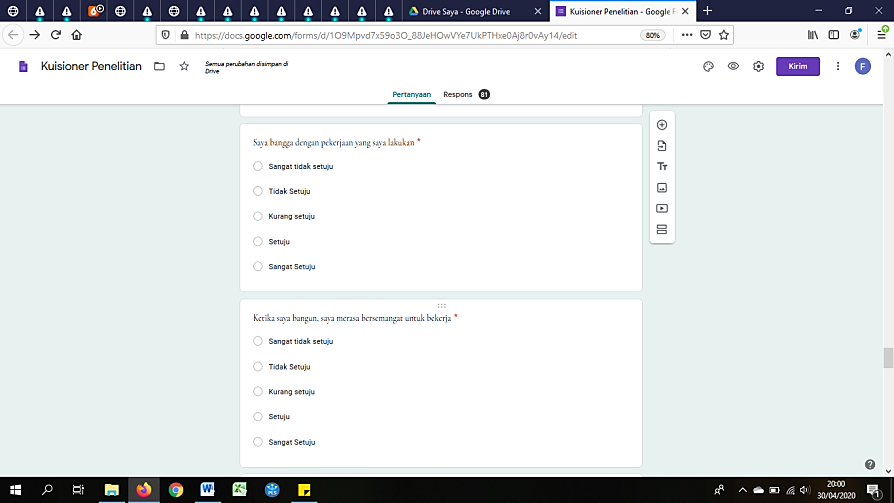 Drive Saya - Google Drive
Kuisioner Penelitian - Google F
https://docs.google.com/forms/d/1O9Mpvd7x59o3O_88JeHOwVYe7UkPTHxe0Aj8r0vAy14/edit
80%
Kuisioner Penelitian
Semua perubahan disimpan di
Drive
Kirim
F
Pertanyaan
Respons 81
Saya bangga dengan pekerjaan yang saya lakukan *
Sangat tidak setuju
Tidak Setuju
Kurang setuju
Setuju
Sangat Setuju
Ketika saya bangun, saya merasa bersemangat untuk bekerja *
Sangat tidak setuju
Tidak Setuju
Kurang setuju
Setuju
Sangat Setuju
20:00
30/04/2020